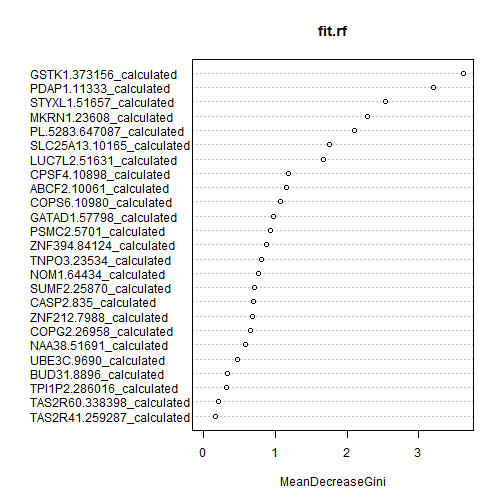 fit.rf
GSTK1.373156_calculated
PDAP1.11333_calculated
STYXL1.51657_calculated
MKRN1.23608_calculated
PL.5283.647087_calculated
SLC25A13.10165_calculated
LUC7L2.51631_calculated
CPSF4.10898_calculated
ABCF2.10061_calculated
COPS6.10980_calculated
GATAD1.57798_calculated
PSMC2.5701_calculated
ZNF394.84124_calculated
TNPO3.23534_calculated
NOM1.64434_calculated
SUMF2.25870_calculated
CASP2.835_calculated
ZNF212.7988_calculated
COPG2.26958_calculated
NAA38.51691_calculated
UBE3C.9690_calculated
BUD31.8896_calculated
TPI1P2.286016_calculated
TAS2R60.338398_calculated
TAS2R41.259287_calculated
0 1 2 3
MeanDecreaseGini